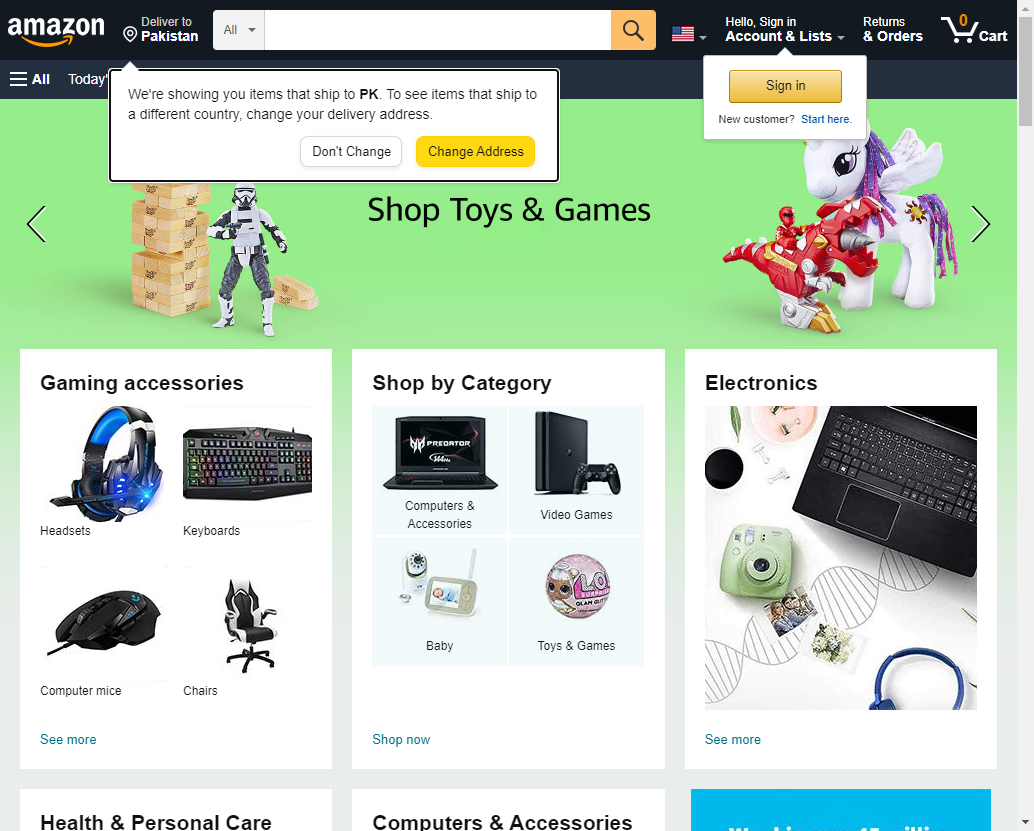 amazon
Deliver to
Pakistan
All
Hello, Sign in
Account & Lists
Returns
& Orders
0
Cart
All
Today'
We're showing you items that ship to PK. To see items that ship to
a different country, change your delivery address.
Don't Change
Change Address
Sign in
New customer? Start here.
Shop Toys & Games
Gaming accessories
Headsets
Keyboards
Computer mice
Chairs
See more
Shop by Category
PREDATOR
Computers &
Accessories
Video Games
Baby
Toys & Games
Shop now
Electronics
See more
Health & Personal Care
Computers & Accessories